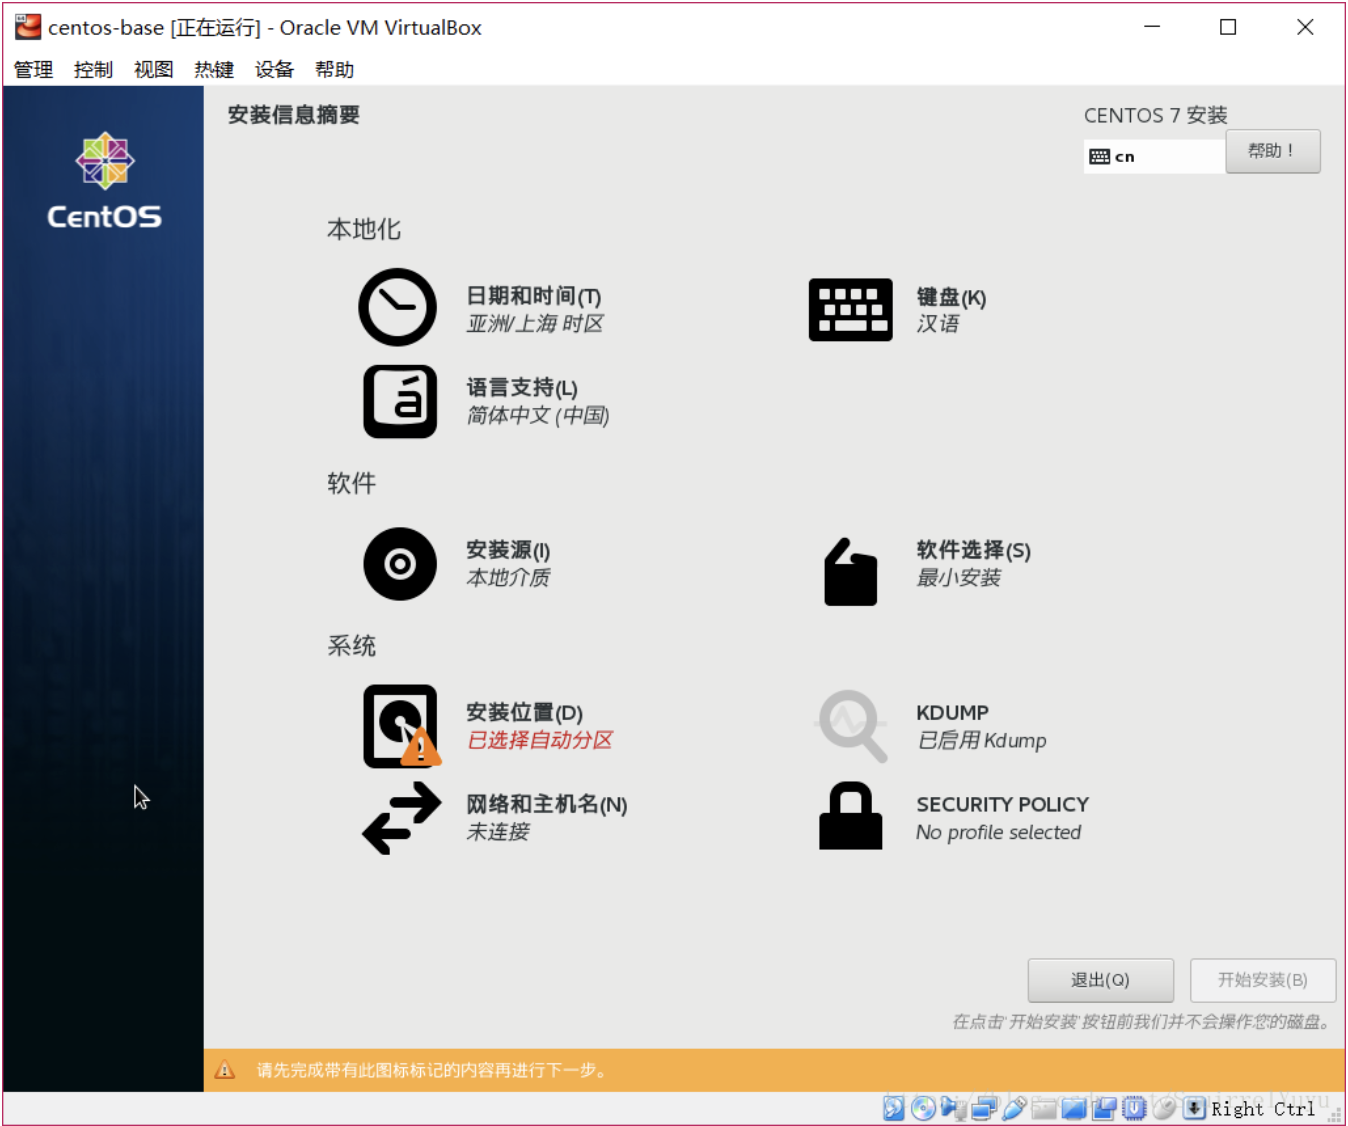 centos-base [正在运行] - Oracle VM VirtualBox
管理 控制 视图 热键 设备 帮助
安装信息摘要
CENTOS 7 安装
cn
帮助！
CentOS
本地化
日期和时间(T)
亚洲/上海 时区
键盘(K)
汉语
语言支持(L)
简体中文 (中国)
软件
安装源(I)
本地介质
软件选择(S)
最小安装
系统
安装位置(D)
已选择自动分区
KDUMP
已启用 Kdump
网络和主机名(N)
未连接
SECURITY POLICY
No profile selected
退出(Q)
开始安装(B)
在点击'开始安装'按钮前我们并不会操作您的磁盘。
请先完成带有此图标标记的内容再进行下一步。
Right Ctrl